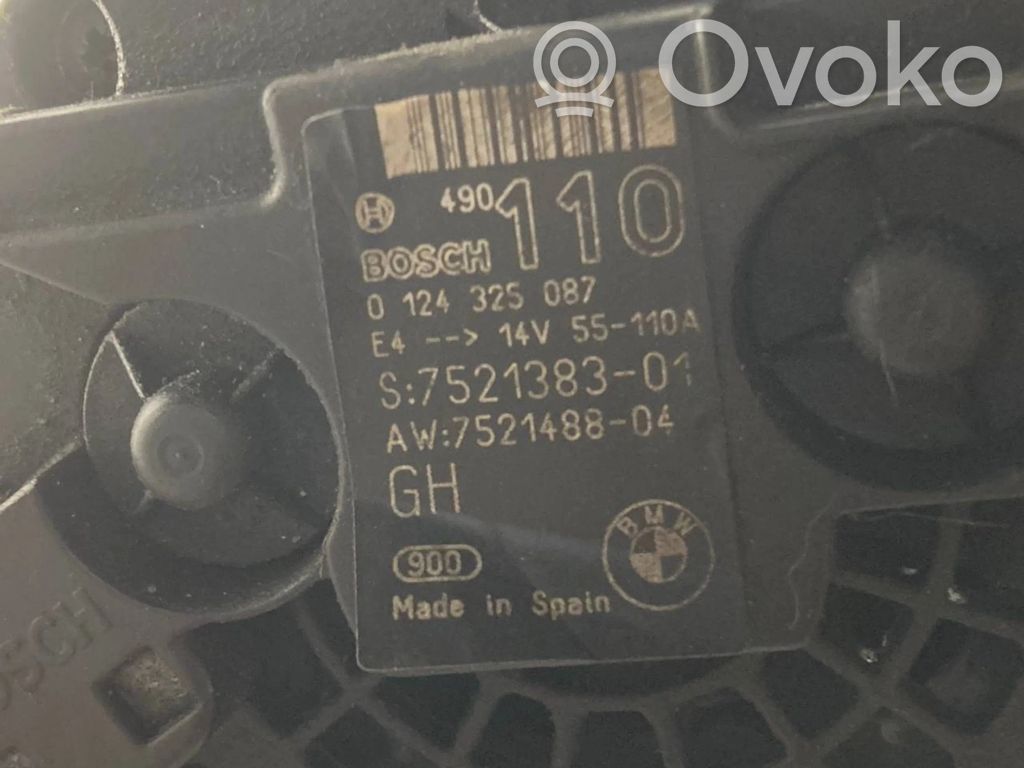 Ovoko
490 110
BOSCH
0 124 325 087
E4 --> 14V 55-110A
S:7521383-01
AW:7521488-04
GH
BMW
900
Made in Spain
BOSCH